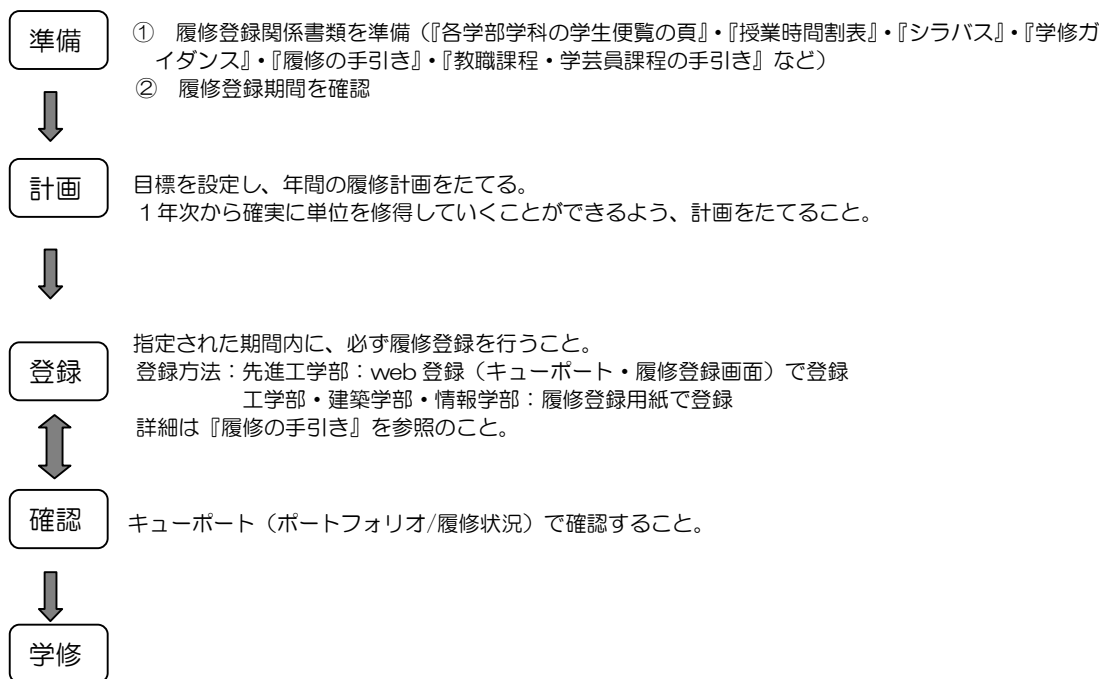 準備
① 履修登録関係書類を準備（『各学部学科の学生便覧の頁』・『授業時間割表』・『シラバス』・『学修ガ
イダンス』・『履修の手引き』・『教職課程・学芸員課程の手引き』など）
② 履修登録期間を確認
計画
目標を設定し、年間の履修計画をたてる。
１年次から確実に単位を修得していくことができるよう、計画をたてること。
登録
指定された期間内に、必ず履修登録を行うこと。
登録方法：先進工学部：web 登録（キューポート・履修登録画面）で登録
工学部・建築学部・情報学部：履修登録用紙で登録
詳細は『履修の手引き』を参照のこと。
確認
キューポート（ポートフォリオ/履修状況）で確認すること。
学修